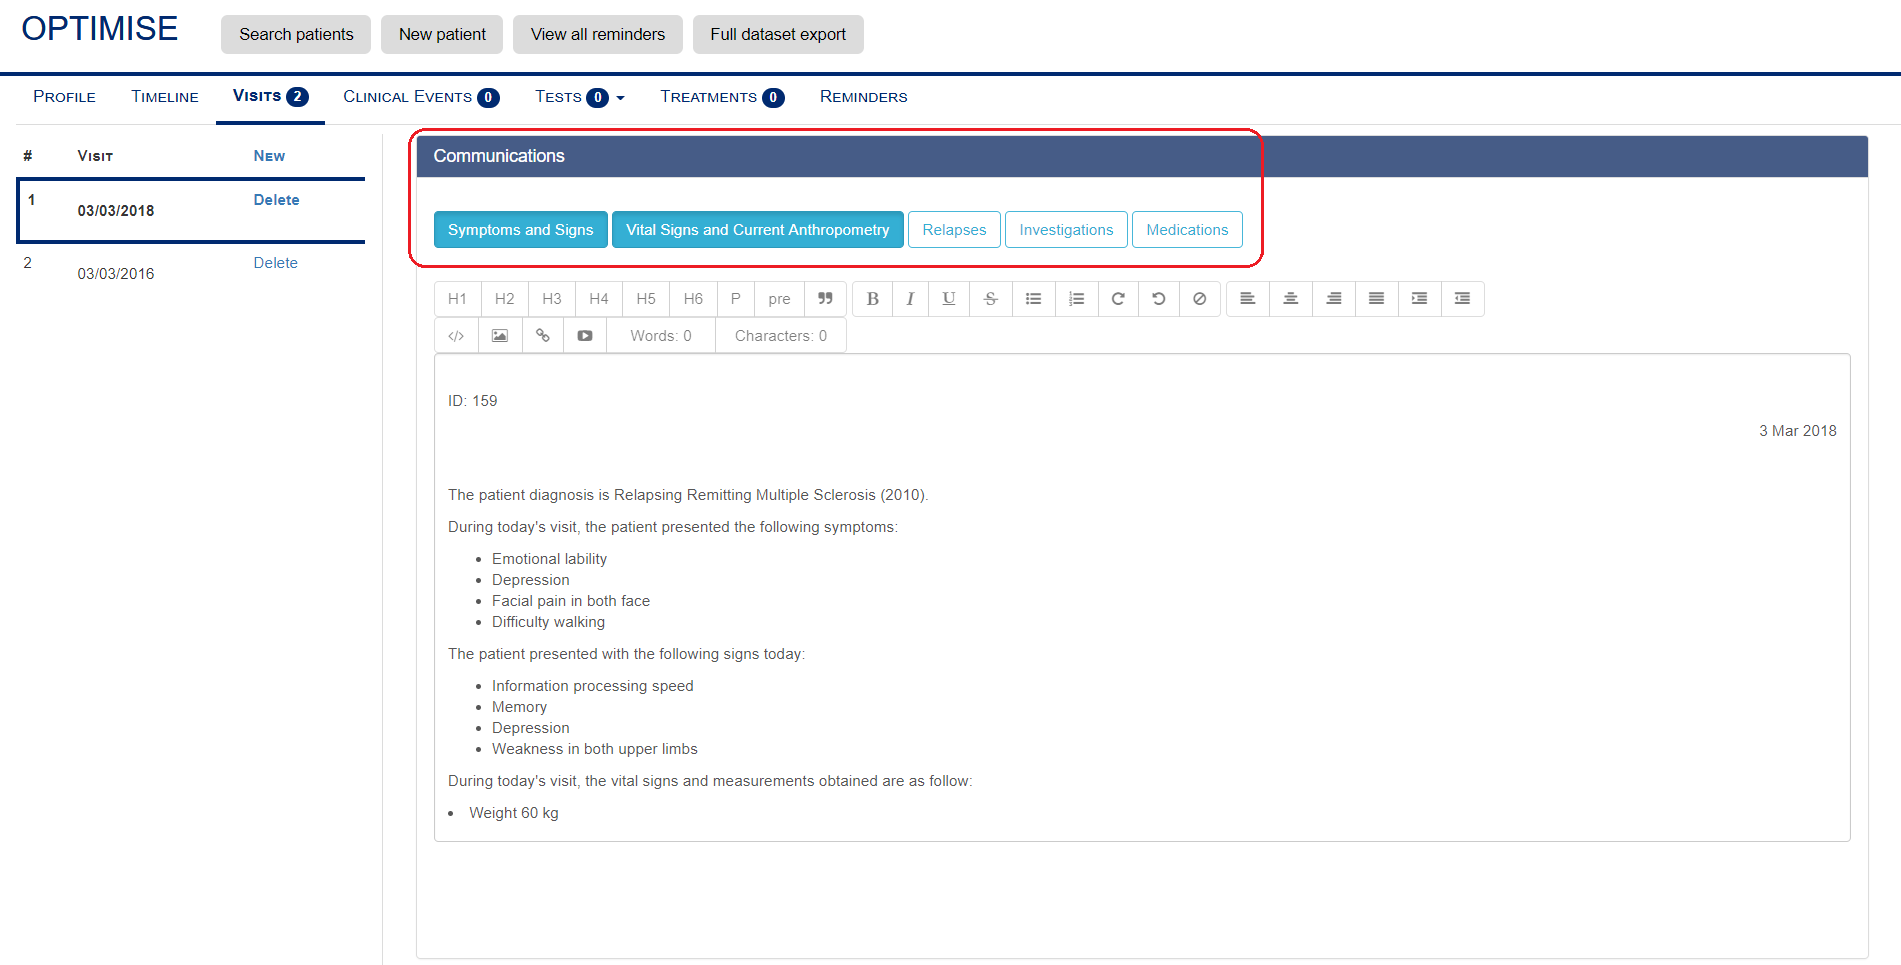 OPTIMISE
Search patients New patient View all reminders Full dataset export
PROFILE TIMELINE VISITS 2 CLINICAL EVENTS 0 TESTS 0 TREATMENTS 0 REMINDERS
# VISIT NEW
1 03/03/2018 Delete
2 03/03/2016 Delete
Communications
Symptoms and Signs Vital Signs and Current Anthropometry Relapses Investigations Medications
H1 H2 H3 H4 H5 H6 P pre B I U S
</> Words: 0 Characters: 0
ID: 159
3 Mar 2018
The patient diagnosis is Relapsing Remitting Multiple Sclerosis (2010).
During today's visit, the patient presented the following symptoms:
• Emotional lability
• Depression
• Facial pain in both face
• Difficulty walking
The patient presented with the following signs today:
• Information processing speed
• Memory
• Depression
• Weakness in both upper limbs
During today's visit, the vital signs and measurements obtained are as follow:
• Weight 60 kg